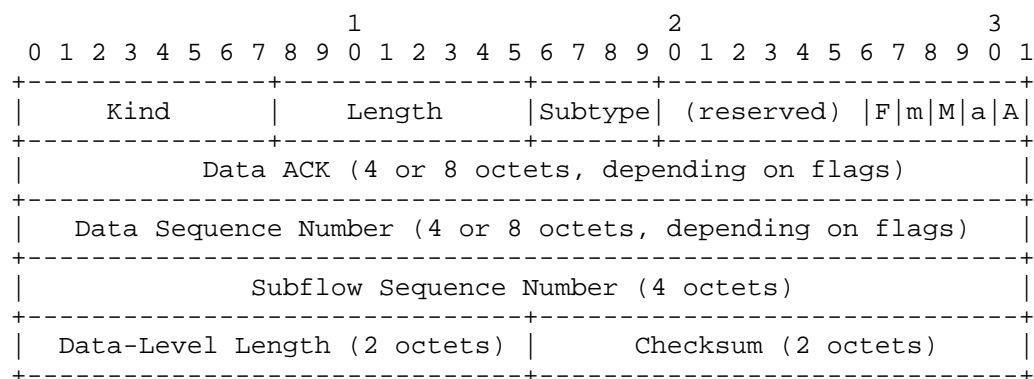 1                   2                   3
 0 1 2 3 4 5 6 7 8 9 0 1 2 3 4 5 6 7 8 9 0 1 2 3 4 5 6 7 8 9 0 1
+---------------+---------------+-------+----------------------+
|     Kind      |    Length     |Subtype| (reserved) |F|m|M|a|A|
+---------------+---------------+-------+----------------------+
|           Data ACK (4 or 8 octets, depending on flags)       |
+--------------------------------------------------------------+
|   Data Sequence Number (4 or 8 octets, depending on flags)   |
+--------------------------------------------------------------+
|              Subflow Sequence Number (4 octets)              |
+-------------------------------+------------------------------+
|  Data-Level Length (2 octets) |      Checksum (2 octets)     |
+-------------------------------+------------------------------+